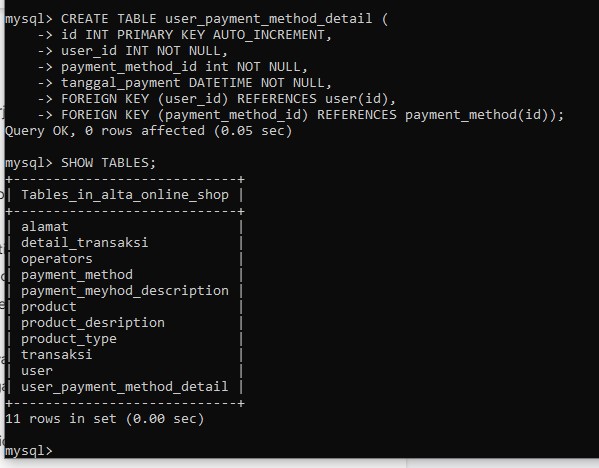 mysql> CREATE TABLE user_payment_method_detail (
    -> id INT PRIMARY KEY AUTO_INCREMENT,
    -> user_id INT NOT NULL,
    -> payment_method_id int NOT NULL,
    -> tanggal_payment DATETIME NOT NULL,
    -> FOREIGN KEY (user_id) REFERENCES user(id),
    -> FOREIGN KEY (payment_method_id) REFERENCES payment_method(id));
Query OK, 0 rows affected (0.05 sec)

mysql> SHOW TABLES;
+----------------------------+
| Tables_in_alta_online_shop |
+----------------------------+
| alamat                     |
| detail_transaksi           |
| operators                  |
| payment_method             |
| payment_meyhod_description |
| product                    |
| product_desription         |
| product_type               |
| transaksi                  |
| user                       |
| user_payment_method_detail |
+----------------------------+
11 rows in set (0.00 sec)

mysql>